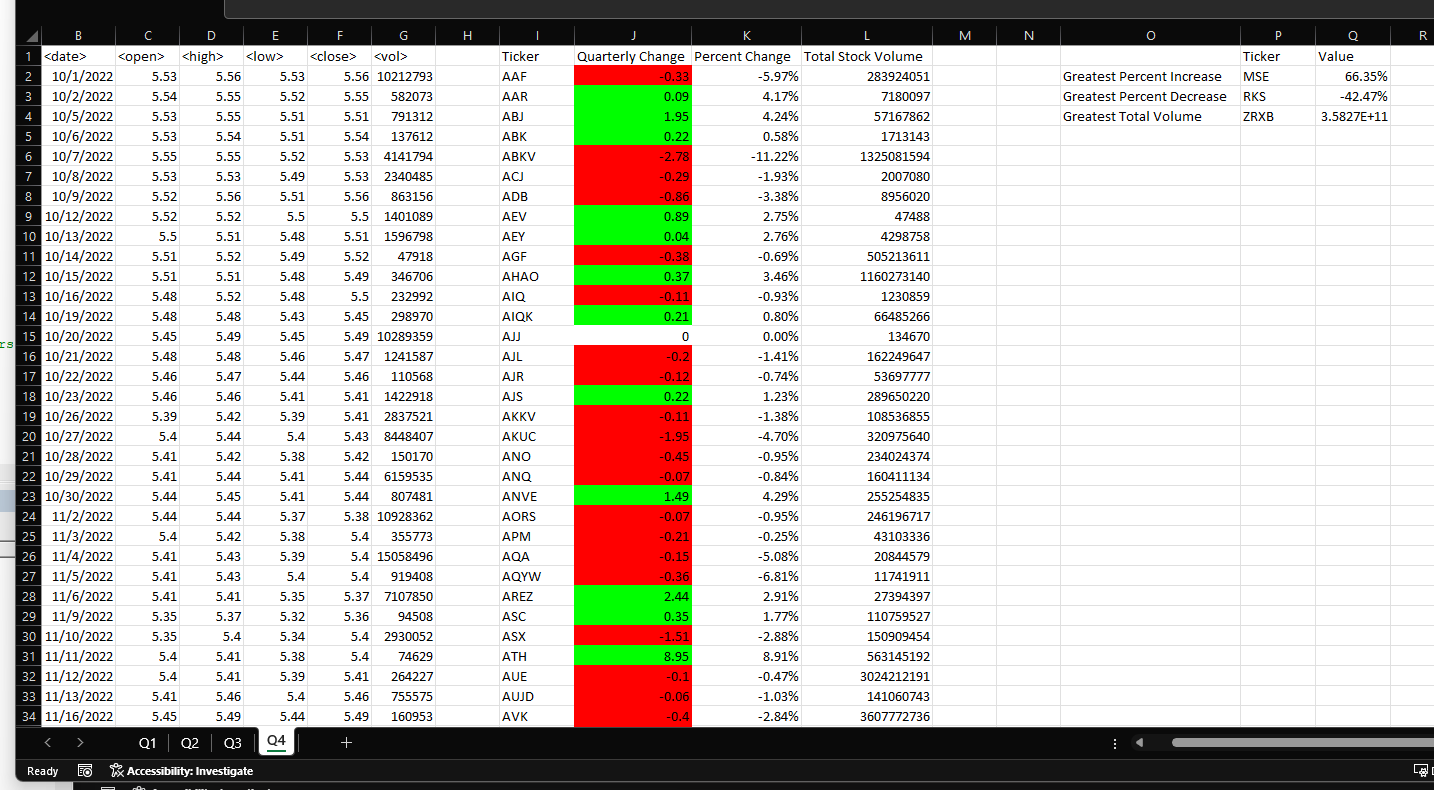 B C D E F G H I J K L M N O P Q R
1 <date> <open> <high> <low> <close> <vol> Ticker Quarterly Change Percent Change Total Stock Volume Ticker Value
2 10/1/2022 5.53 5.56 5.53 5.56 10212793 AAF -0.33 -5.97% 283924051 Greatest Percent Increase MSE 66.35%
3 10/2/2022 5.54 5.55 5.52 5.55 582073 AAR 0.09 4.17% 7180097 Greatest Percent Decrease RKS -42.47%
4 10/5/2022 5.53 5.55 5.51 5.51 791312 ABJ 1.95 4.24% 57167862 Greatest Total Volume ZRXB 3.5827E+11
5 10/6/2022 5.53 5.54 5.51 5.54 137612 ABK 0.22 0.58% 1713143
6 10/7/2022 5.55 5.55 5.52 5.53 4141794 ABKV -2.78 -11.22% 1325081594
7 10/8/2022 5.53 5.53 5.49 5.53 2340485 ACJ -0.29 -1.93% 2007080
8 10/9/2022 5.52 5.56 5.51 5.56 863156 ADB -0.86 -3.38% 8956020
9 10/12/2022 5.52 5.52 5.5 5.5 1401089 AEV 0.89 2.75% 47488
10 10/13/2022 5.5 5.51 5.48 5.51 1596798 AEY 0.04 2.76% 4298758
11 10/14/2022 5.51 5.52 5.49 5.52 47918 AGF -0.38 -0.69% 505213611
12 10/15/2022 5.51 5.51 5.48 5.49 346706 AHAO 0.37 3.46% 1160273140
13 10/16/2022 5.48 5.52 5.48 5.5 232992 AIQ -0.11 -0.93% 1230859
14 10/19/2022 5.48 5.48 5.43 5.45 298970 AIQK 0.21 0.80% 66485266
rs
15 10/20/2022 5.45 5.49 5.45 5.49 10289359 AJJ 0 0.00% 134670
16 10/21/2022 5.48 5.48 5.46 5.47 1241587 AJL -0.2 -1.41% 162249647
17 10/22/2022 5.46 5.47 5.44 5.46 110568 AJR -0.12 -0.74% 53697777
18 10/23/2022 5.46 5.46 5.41 5.41 1422918 AJS 0.22 1.23% 289650220
19 10/26/2022 5.39 5.42 5.39 5.41 2837521 AKKV -0.11 -1.38% 108536855
20 10/27/2022 5.4 5.44 5.4 5.43 8448407 AKUC -1.95 -4.70% 320975640
21 10/28/2022 5.41 5.42 5.38 5.42 150170 ANO -0.45 -0.95% 234024374
22 10/29/2022 5.41 5.44 5.41 5.44 6159535 ANQ -0.07 -0.84% 160411134
23 10/30/2022 5.44 5.45 5.41 5.44 807481 ANVE 1.49 4.29% 255254835
24 11/2/2022 5.44 5.44 5.37 5.38 10928362 AORS -0.07 -0.95% 246196717
25 11/3/2022 5.4 5.42 5.38 5.4 355773 APM -0.21 -0.25% 43103336
26 11/4/2022 5.41 5.43 5.39 5.4 15058496 AQA -0.15 -5.08% 20844579
27 11/5/2022 5.41 5.43 5.4 5.4 919408 AQYW -0.36 -6.81% 11741911
28 11/6/2022 5.41 5.41 5.35 5.37 7107850 AREZ 2.44 2.91% 27394397
29 11/9/2022 5.35 5.37 5.32 5.36 94508 ASC 0.35 1.77% 110759527
30 11/10/2022 5.35 5.4 5.34 5.4 2930052 ASX -1.51 -2.88% 150909454
31 11/11/2022 5.4 5.41 5.38 5.4 74629 ATH 8.95 8.91% 563145192
32 11/12/2022 5.4 5.41 5.39 5.41 264227 AUE -0.1 -0.47% 3024212191
33 11/13/2022 5.41 5.46 5.4 5.46 755575 AUJD -0.06 -1.03% 141060743
34 11/16/2022 5.45 5.49 5.44 5.49 160953 AVK -0.4 -2.84% 3607772736
Q1 Q2 Q3 Q4
Ready Accessibility: Investigate